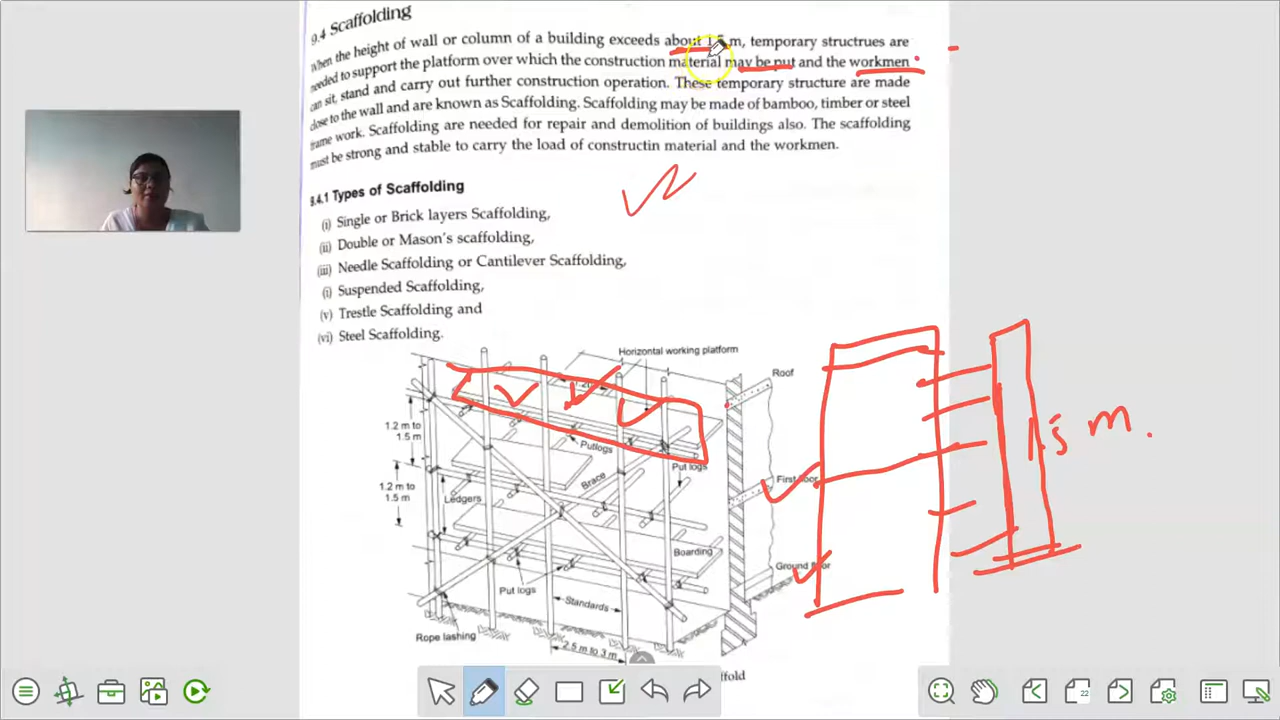 9.4 Scaffolding
When the height of wall or column of a building exceeds about 1.5 m, temporary structrues are
needed to support the platform over which the construction material may be put and the workmen
can sit, stand and carry out further construction operation. These temporary structure are made
close to the wall and are known as Scaffolding. Scaffolding may be made of bamboo, timber or steel
frame work. Scaffolding are needed for repair and demolition of buildings also. The scaffolding
must be strong and stable to carry the load of constructin material and the workmen.
9.4.1 Types of Scaffolding
(i) Single or Brick layers Scaffolding,
(ii) Double or Mason's scaffolding,
(iii) Needle Scaffolding or Cantilever Scaffolding,
(i) Suspended Scaffolding,
(v) Trestle Scaffolding and
(vi) Steel Scaffolding.
Horizontal working platform
Roof
1.2 m to
1.5 m
Putlogs
Put logs
First floor
1.2 m to
1.5 m
Ledgers
Brace
Boarding
Ground floor
Put logs
Standards
Rope lashing
2.5 m to 3 m
fold
1.5 m.
22